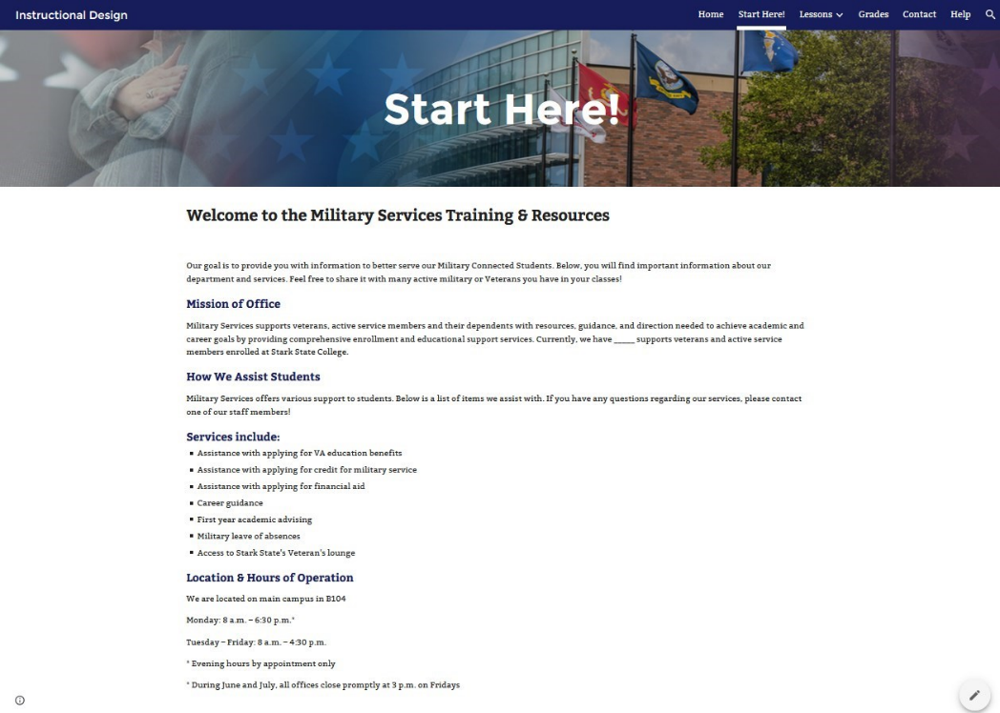 Instructional Design
Home Start Here! Lessons Grades Contact Help
Start Here!
Welcome to the Military Services Training & Resources
Our goal is to provide you with information to better serve our Military Connected Students. Below, you will find important information about our
department and services. Feel free to share it with many active military or Veterans you have in your classes!
Mission of Office
Military Services supports veterans, active service members and their dependents with resources, guidance, and direction needed to achieve academic and
career goals by providing comprehensive enrollment and educational support services. Currently, we have _____ supports veterans and active service
members enrolled at Stark State College.
How We Assist Students
Military Services offers various support to students. Below is a list of items we assist with. If you have any questions regarding our services, please contact
one of our staff members!
Services include:
▪ Assistance with applying for VA education benefits
▪ Assistance with applying for credit for military service
▪ Assistance with applying for financial aid
▪ Career guidance
▪ First year academic advising
▪ Military leave of absences
▪ Access to Stark State's Veteran's lounge
Location & Hours of Operation
We are located on main campus in B104
Monday: 8 a.m. – 6:30 p.m.*
Tuesday – Friday: 8 a.m. – 4:30 p.m.
* Evening hours by appointment only
* During June and July, all offices close promptly at 3 p.m. on Fridays